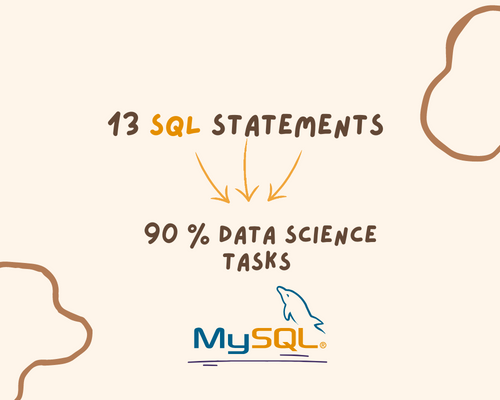 13 SQL STATEMENTS
90 % DATA SCIENCE
TASKS
MySQL®